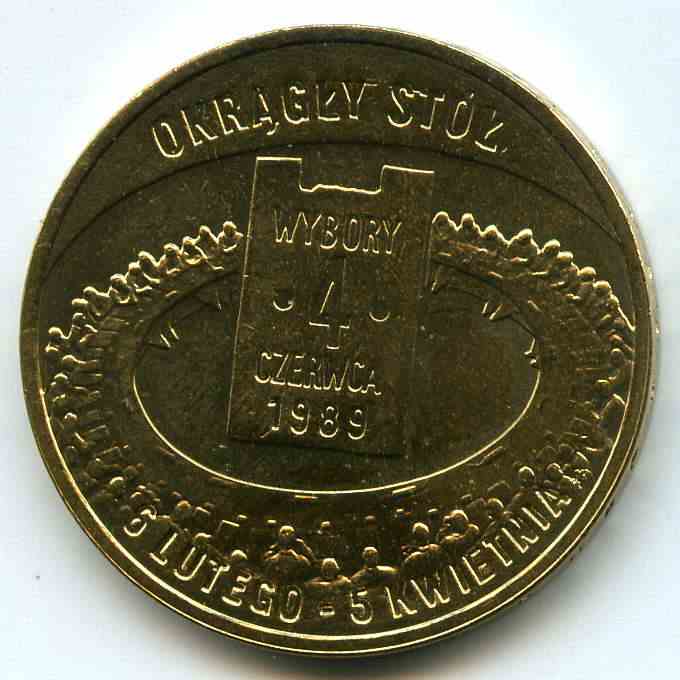 OKRĄGŁY STÓŁ
WYBORY
4
CZERWCA
1989
6 LUTEGO - 5 KWIETNIA